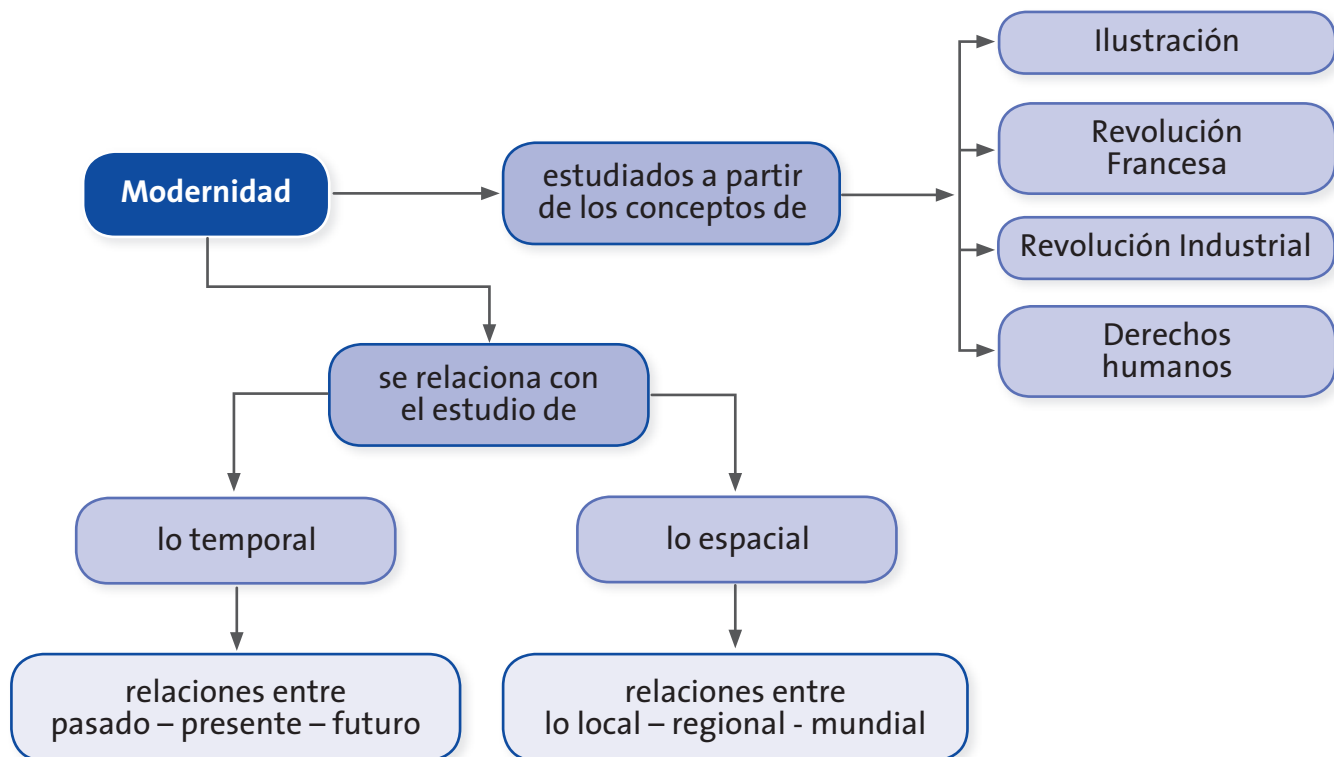 Modernidad
estudiados a partir
de los conceptos de
Ilustración
Revolución
Francesa
Revolución Industrial
Derechos
humanos
se relaciona con
el estudio de
lo temporal
lo espacial
relaciones entre
pasado – presente – futuro
relaciones entre
lo local – regional - mundial